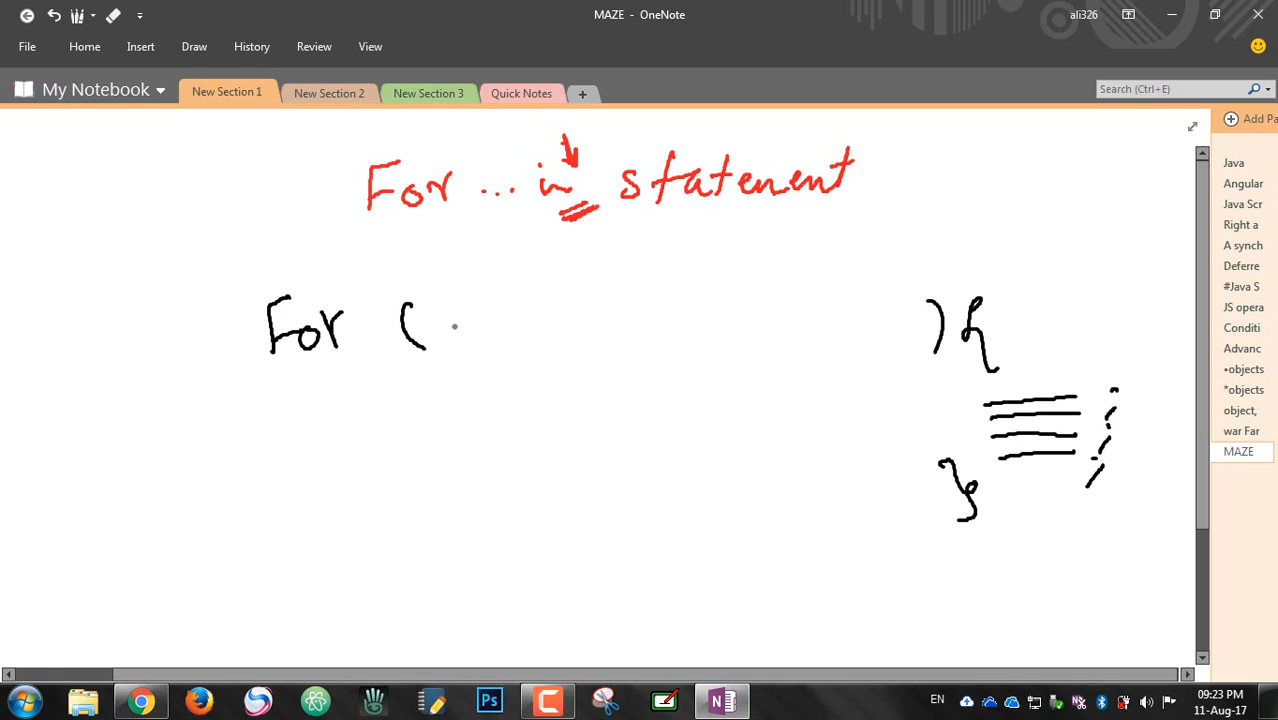 MAZE - OneNote
ali326
File Home Insert Draw History Review View
My Notebook New Section 1 New Section 2 New Section 3 Quick Notes + Search (Ctrl+E)
Add Pa
For ... in statement
Java
Angular
Java Scr
Right a
A synch
Deferre
#Java S
JS opera
Conditi
Advanc
•objects
*objects
object,
war Far
MAZE
For ( ) {
; ; ;
}
Ps N EN 09:23 PM
11-Aug-17